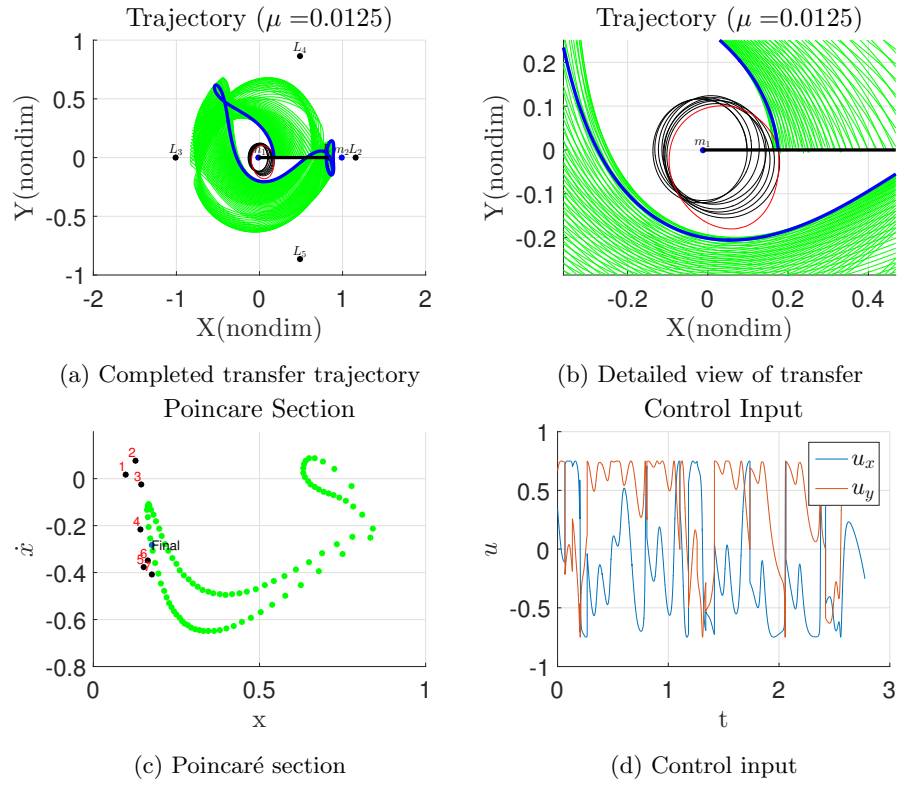 Trajectory (μ =0.0125)
1
0.5
0
-0.5
-1
Y(nondim)
L₄
L₃
m₁
m₂
L₂
L₅
-2
-1
0
1
2
X(nondim)
(a) Completed transfer trajectory
Trajectory (μ =0.0125)
0.2
0.1
0
-0.1
-0.2
Y(nondim)
m₁
-0.2
0
0.2
0.4
X(nondim)
(b) Detailed view of transfer
Poincare Section
0
-0.2
-0.4
-0.6
-0.8
ẋ
2
1
3
4
Final
6
5
0
0.5
1
x
(c) Poincaré section
Control Input
1
0.5
0
-0.5
-1
u
uₓ
u_y
0
1
2
3
t
(d) Control input